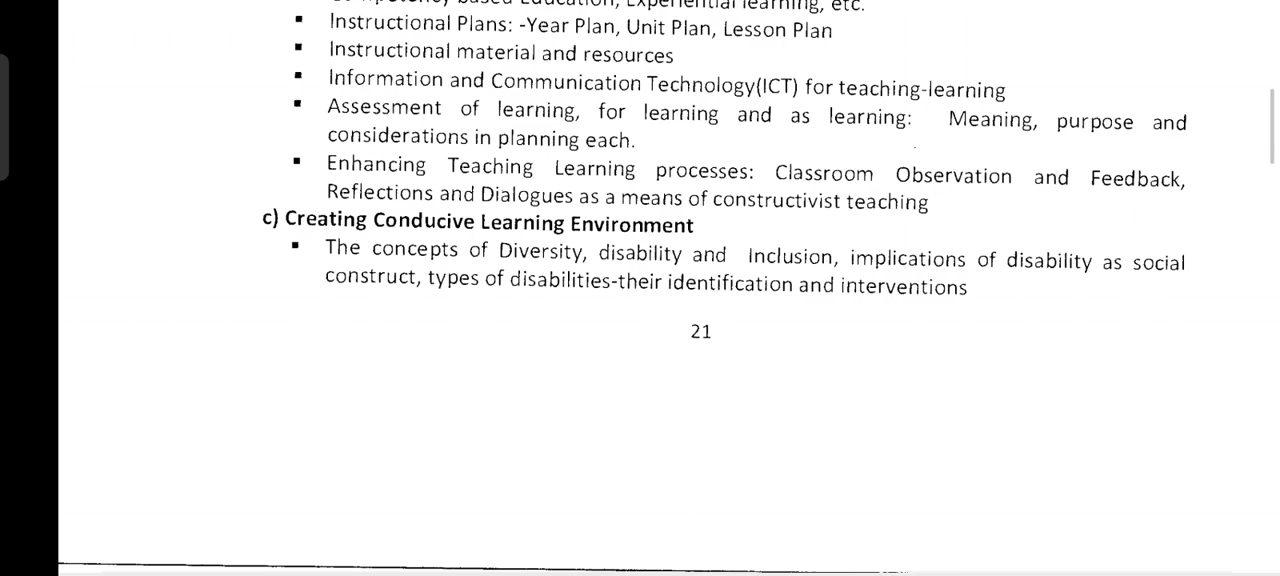 Education, Experiential learning, etc.
▪ Instructional Plans: -Year Plan, Unit Plan, Lesson Plan
▪ Instructional material and resources
▪ Information and Communication Technology(ICT) for teaching-learning
▪ Assessment of learning, for learning and as learning: Meaning, purpose and
considerations in planning each.
▪ Enhancing Teaching Learning processes: Classroom Observation and Feedback,
Reflections and Dialogues as a means of constructivist teaching
c) Creating Conducive Learning Environment
▪ The concepts of Diversity, disability and Inclusion, implications of disability as social
construct, types of disabilities-their identification and interventions
21